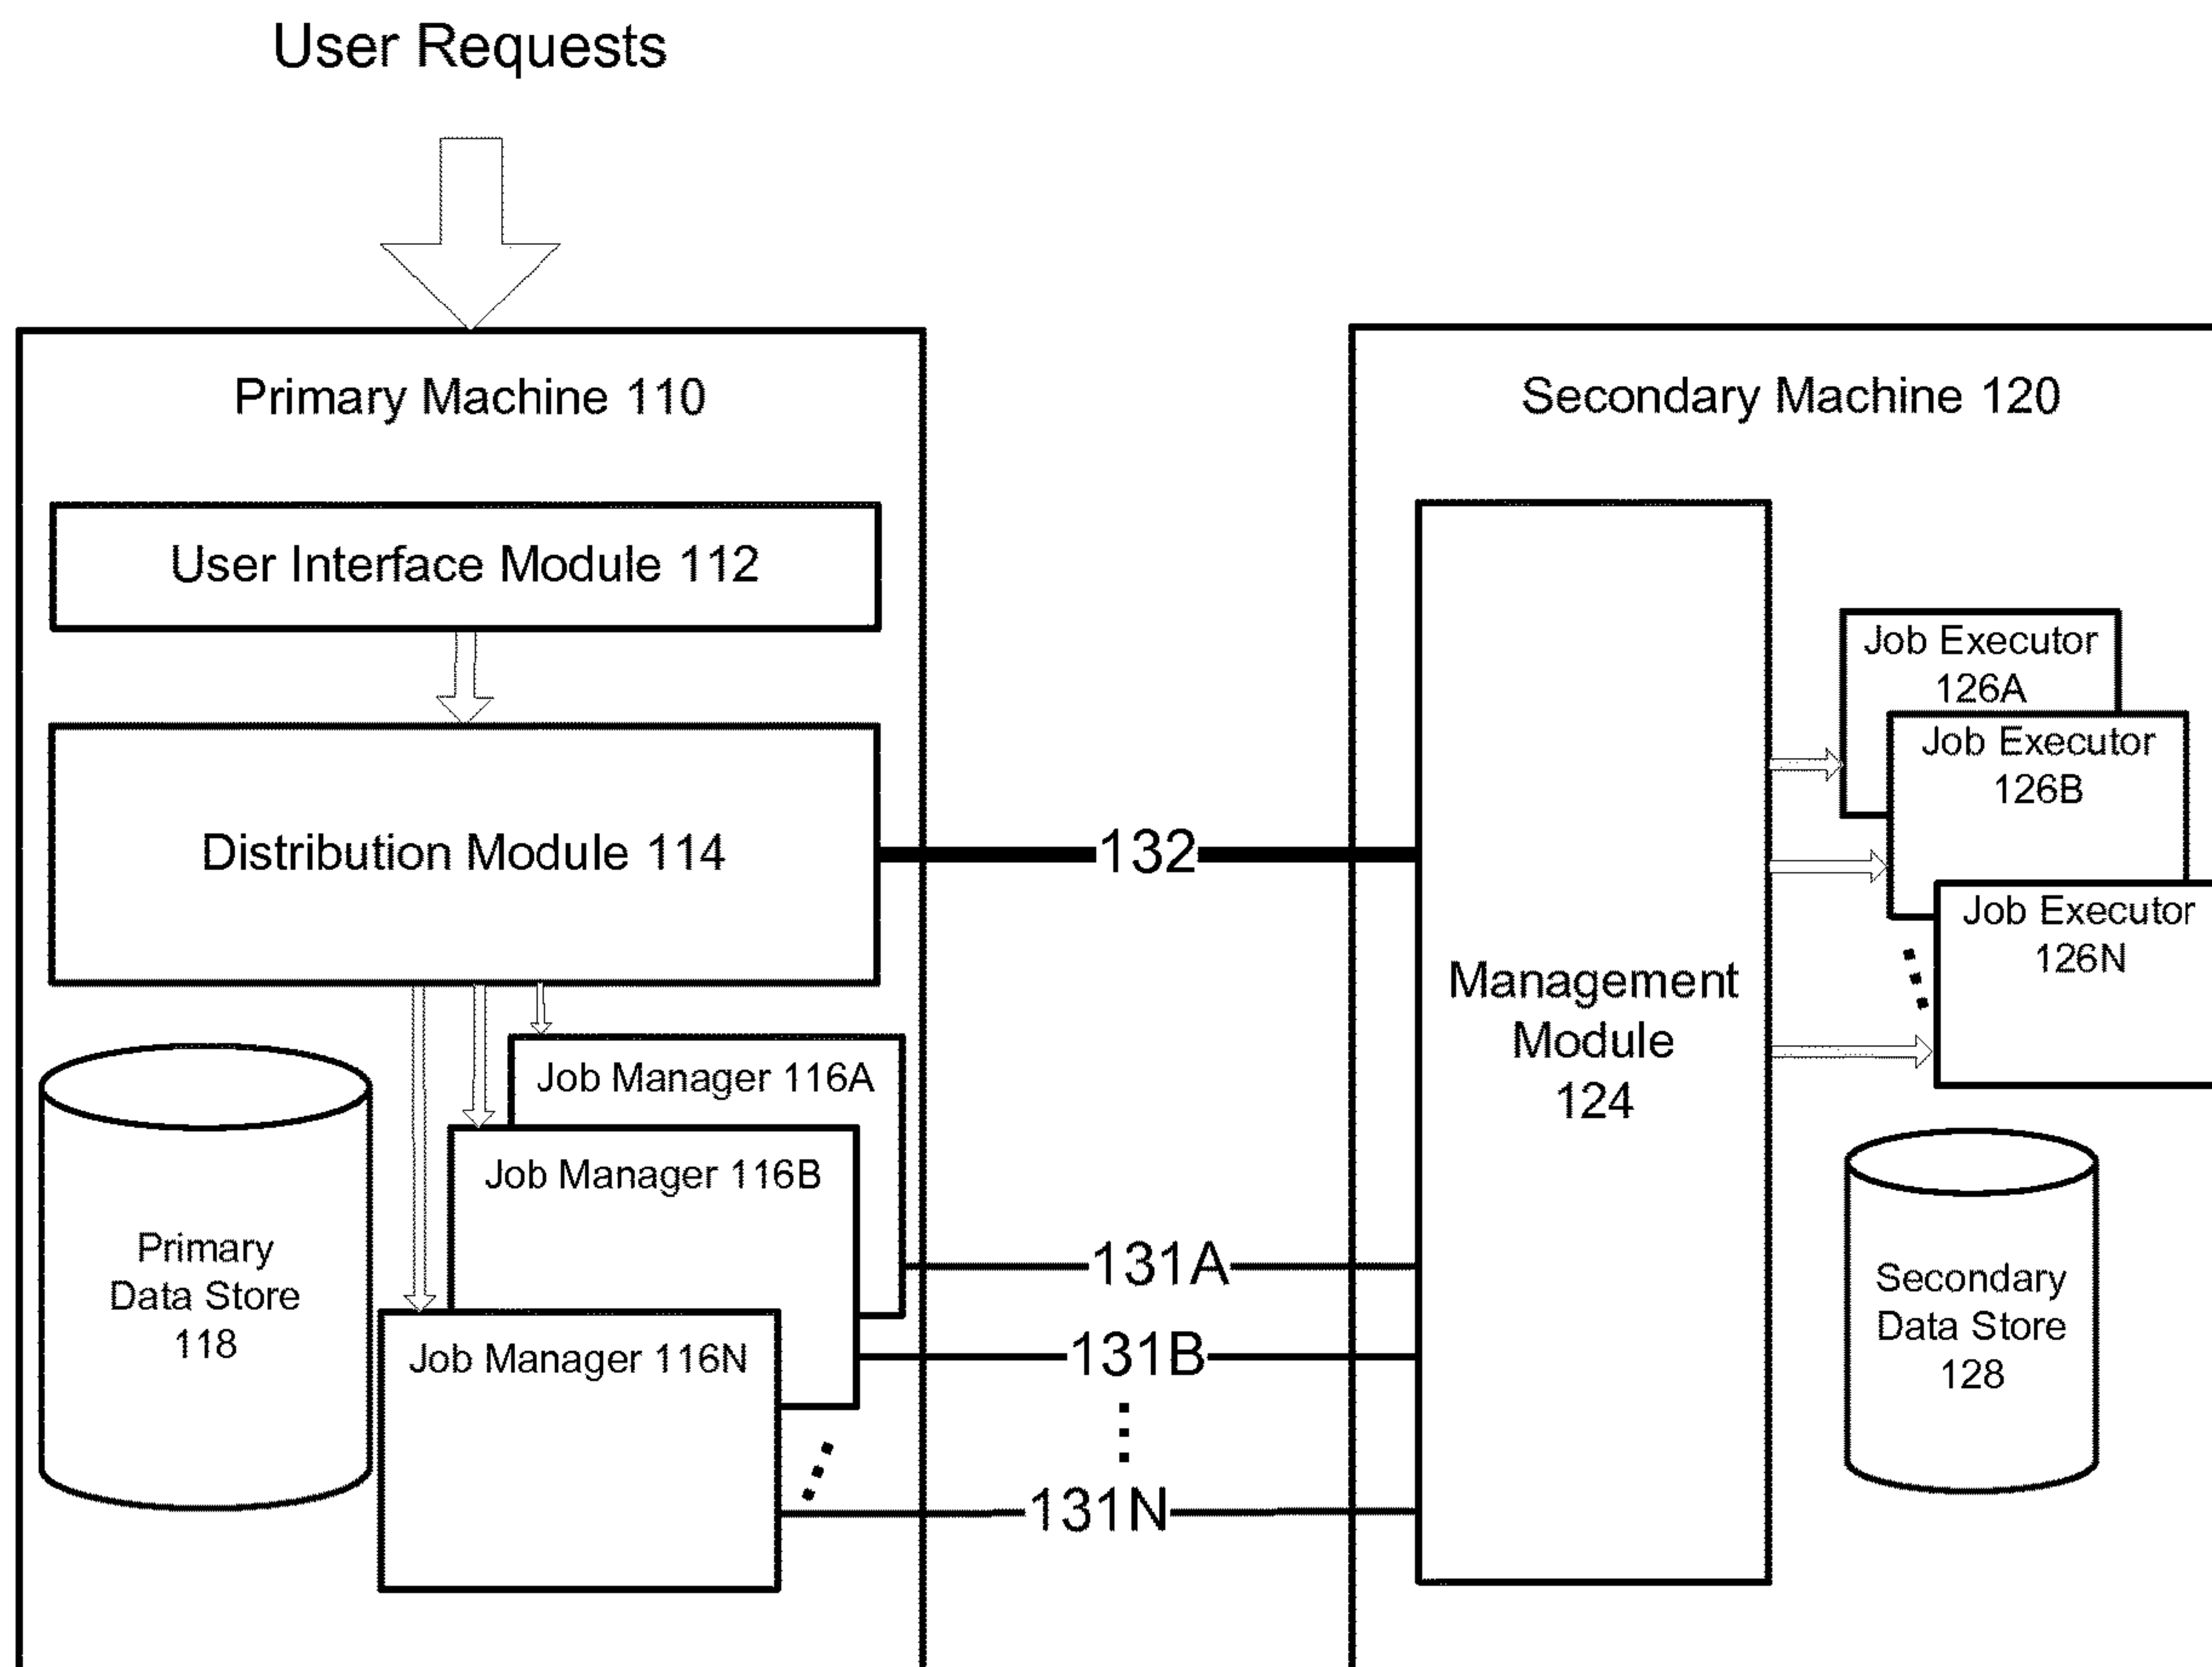 User Requests
Primary Machine 110
User Interface Module 112
Distribution Module 114
Job Manager 116A
Job Manager 116B
Job Manager 116N
Primary
Data Store
118
132
131A
131B
131N
Secondary Machine 120
Management
Module
124
Job Executor
126A
Job Executor
126B
Job Executor
126N
Secondary
Data Store
128